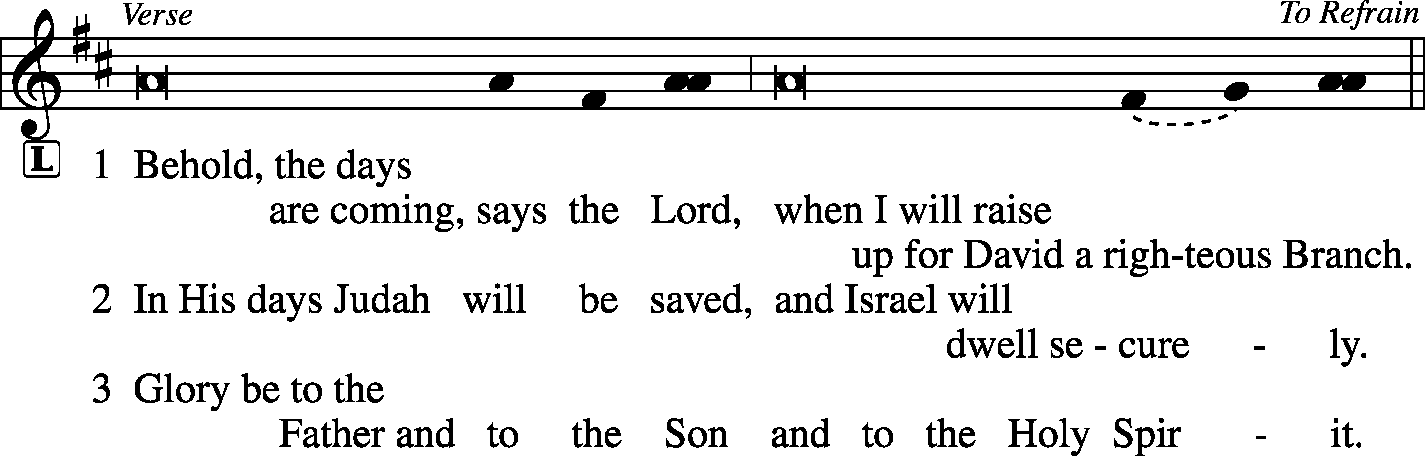 Verse To Refrain
L 1 Behold, the days
are coming, says the Lord, when I will raise
up for David a righ-teous Branch.
2 In His days Judah will be saved, and Israel will
dwell se - cure - ly.
3 Glory be to the
Father and to the Son and to the Holy Spir - it.